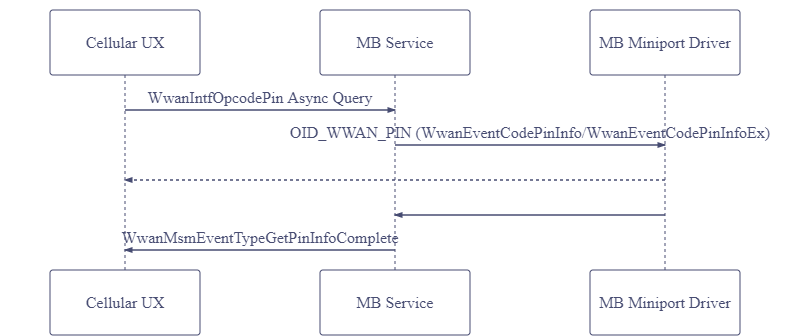 Cellular UX
MB Service
MB Miniport Driver
WwanIntfOpcodePin Async Query
OID_WWAN_PIN (WwanEventCodePinInfo/WwanEventCodePinInfoEx)
WwanMsmEventTypeGetPinInfoComplete
Cellular UX
MB Service
MB Miniport Driver